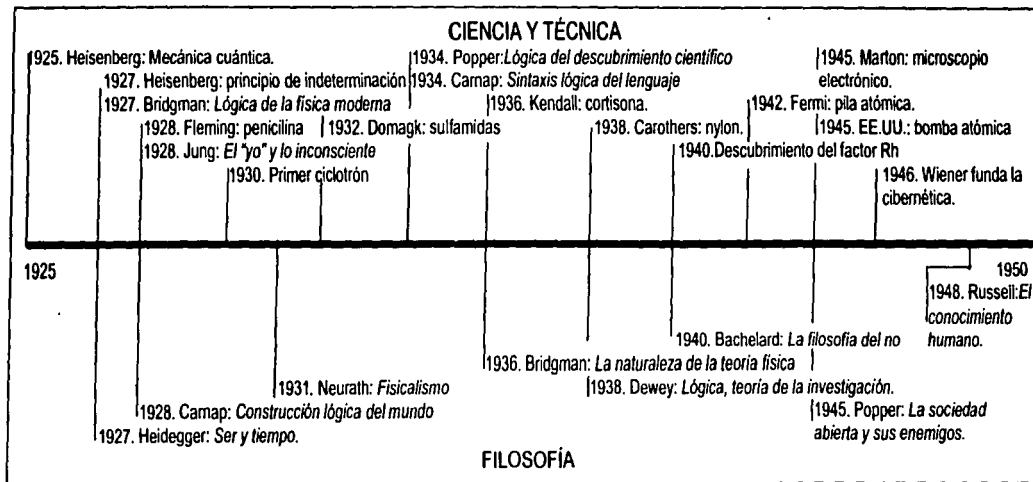 CIENCIA Y TÉCNICA
1925. Heisenberg: Mecánica cuántica.
1927. Heisenberg: principio de indeterminación
1927. Bridgman: Lógica de la física moderna
1928. Fleming: penicilina
1928. Jung: El "yo" y lo inconsciente
1930. Primer ciclotrón
1932. Domagk: sulfamidas
1934. Popper: Lógica del descubrimiento científico
1934. Carnap: Sintaxis lógica del lenguaje
1936. Kendall: cortisona.
1938. Carothers: nylon.
1940. Descubrimiento del factor Rh
1942. Fermi: pila atómica.
1945. Marton: microscopio
electrónico.
1945. EE.UU.: bomba atómica
1946. Wiener funda la
cibernética.
1925
1950
1948. Russell: El
conocimiento
humano.
1940. Bachelard: La filosofía del no
1936. Bridgman: La naturaleza de la teoría física
1938. Dewey: Lógica, teoría de la investigación.
1931. Neurath: Fisicalismo
1928. Carnap: Construcción lógica del mundo
1927. Heidegger: Ser y tiempo.
1945. Popper: La sociedad
abierta y sus enemigos.
FILOSOFÍA